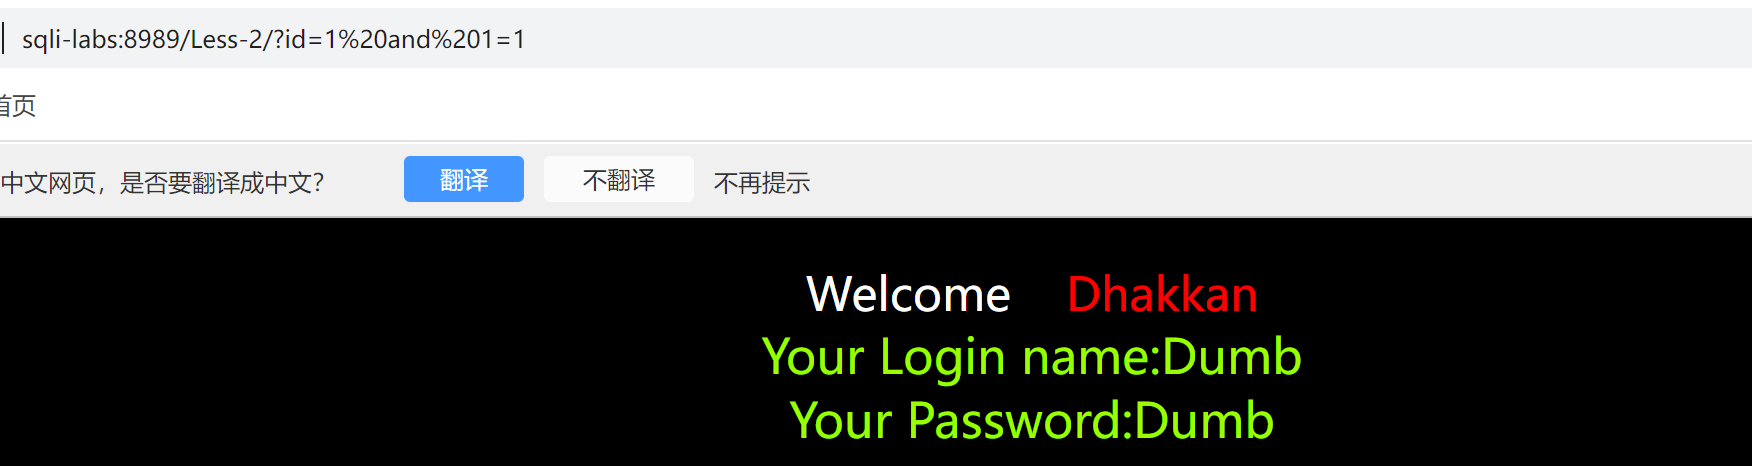 sqli-labs:8989/Less-2/?id=1%20and%201=1
首页
中文网页，是否要翻译成中文？ 翻译 不翻译 不再提示
Welcome Dhakkan
Your Login name:Dumb
Your Password:Dumb